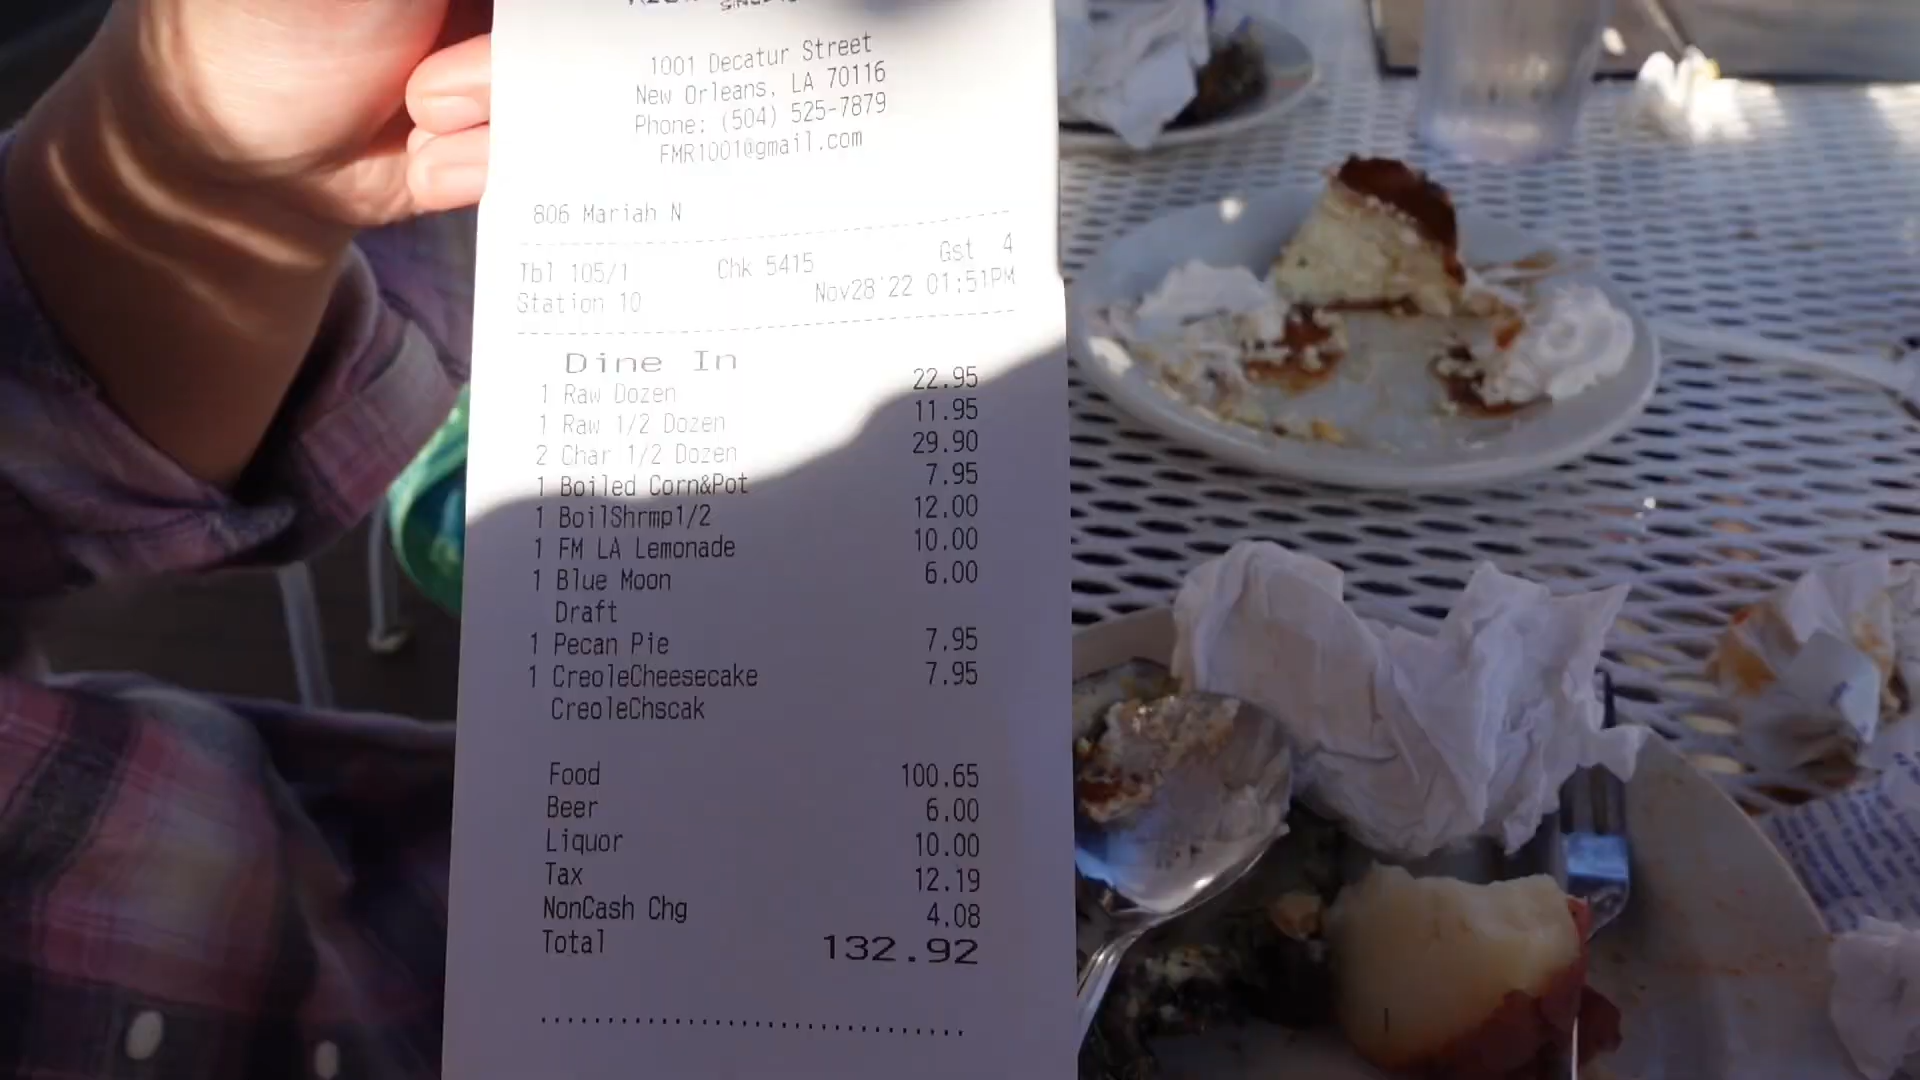 1001 Decatur Street
New Orleans, LA 70116
Phone: (504) 525-7879
FMR1001@gmail.com
806 Mariah N
Tbl 105/1 Chk 5415 Gst 4
Station 10 Nov28'22 01:51PM
Dine In
1 Raw Dozen 22.95
1 Raw 1/2 Dozen 11.95
2 Char 1/2 Dozen 29.90
1 Boiled Corn&Pot 7.95
1 BoilShrmp1/2 12.00
1 FM LA Lemonade 10.00
1 Blue Moon 6.00
Draft
1 Pecan Pie 7.95
1 CreoleCheesecake 7.95
CreoleChscak
Food 100.65
Beer 6.00
Liquor 10.00
Tax 12.19
NonCash Chg 4.08
Total 132.92